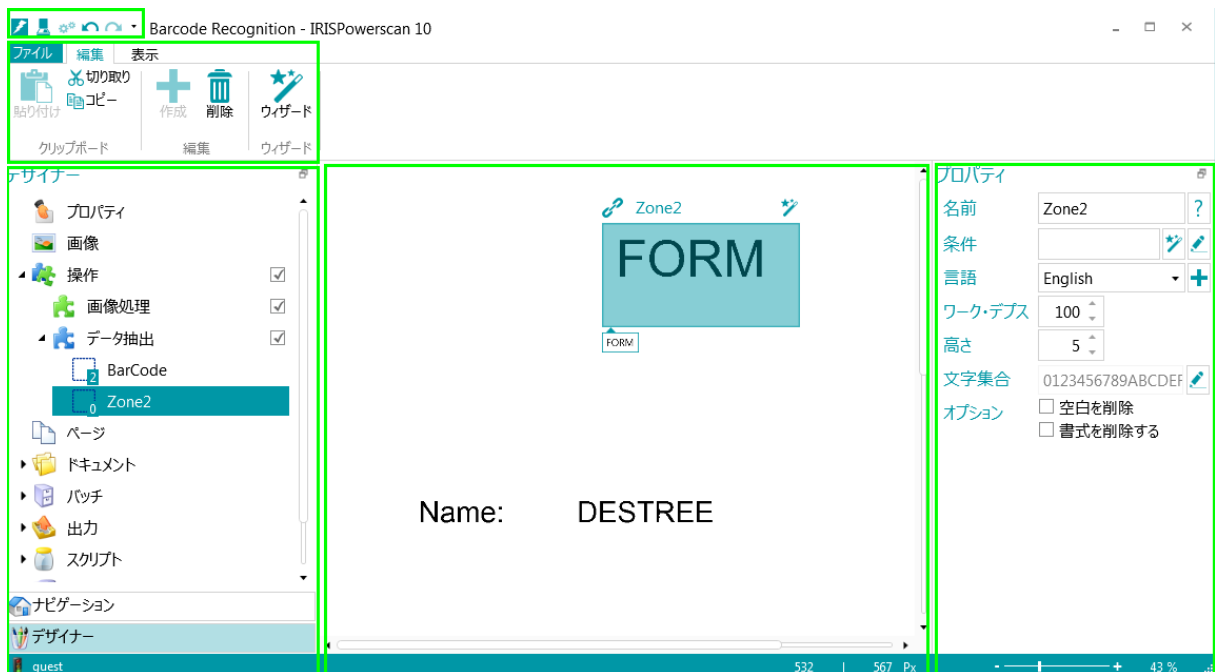 Barcode Recognition - IRISPowerscan 10
ファイル 編集 表示
貼り付け
切り取り
コピー
作成
削除
ウィザード
クリップボード
編集
ウィザード
デザイナー
プロパティ
画像
操作
画像処理
データ抽出
2 BarCode
0 Zone2
ページ
ドキュメント
バッチ
出力
スクリプト
ナビゲーション
デザイナー
Zone2
FORM
FORM
Name: DESTREE
プロパティ
名前 Zone2 ?
条件
言語 English
ワーク・デプス 100
高さ 5
文字集合 0123456789ABCDEF
オプション 空白を削除
書式を削除する
guest 532 | 567 Px - + 43 %